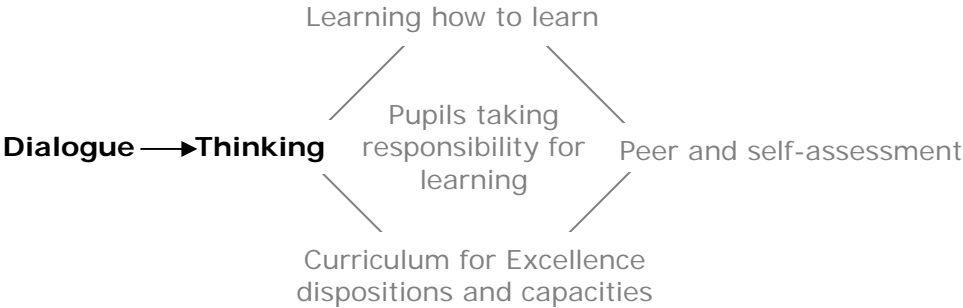 Learning how to learn
Pupils taking
Dialogue Thinking responsibility for Peer and self-assessment
learning
Curriculum for Excellence
dispositions and capacities